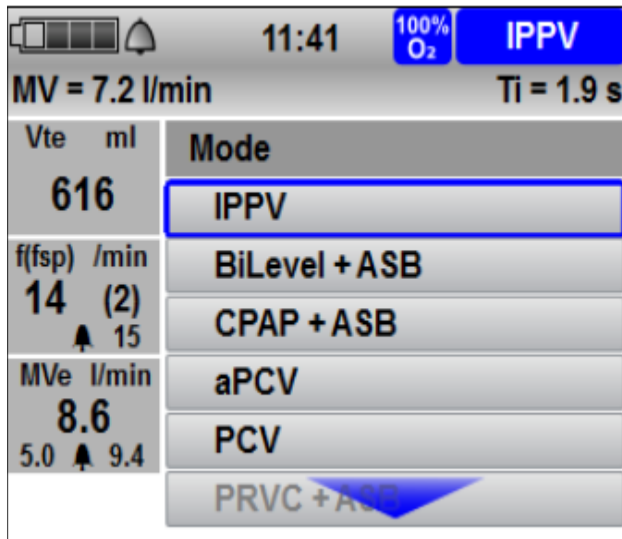 11:41 100% O₂ IPPV
MV = 7.2 l/min Ti = 1.9 s
Vte ml
616
f(fsp) /min
14 (2)
15
MVe l/min
8.6
5.0 9.4
Mode
IPPV
BiLevel + ASB
CPAP + ASB
aPCV
PCV
PRVC + ASB